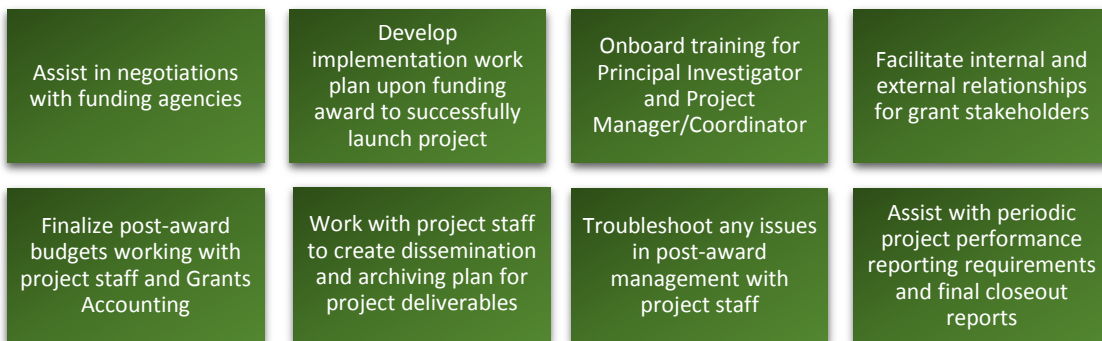 Assist in negotiations
with funding agencies
Develop
implementation work
plan upon funding
award to successfully
launch project
Onboard training for
Principal Investigator
and Project
Manager/Coordinator
Facilitate internal and
external relationships
for grant stakeholders
Finalize post-award
budgets working with
project staff and Grants
Accounting
Work with project staff
to create dissemination
and archiving plan for
project deliverables
Troubleshoot any issues
in post-award
management with
project staff
Assist with periodic
project performance
reporting requirements
and final closeout
reports